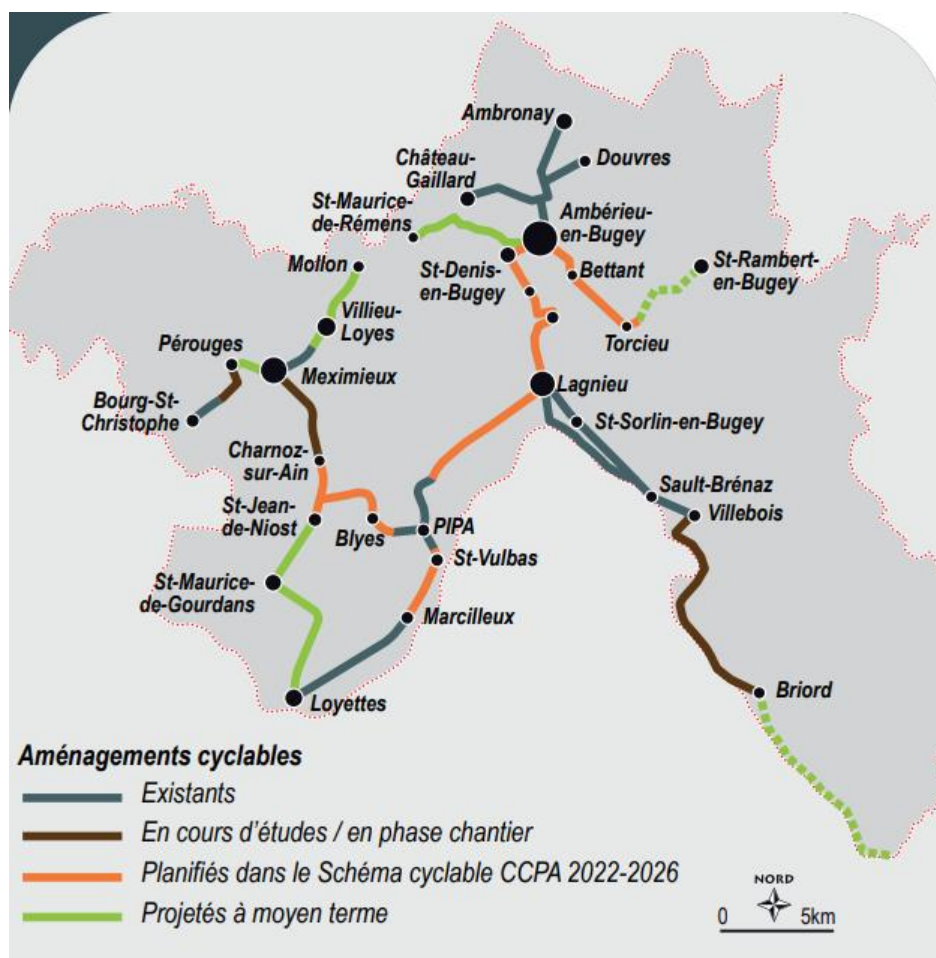 Ambronay
Château-
Gaillard
Douvres
St-Maurice-
de-Rémens
Ambérieu-
en-Bugey
Mollon
St-Denis-
en-Bugey
Bettant
St-Rambert-
en-Bugey
Villieu-
Loyes
Torcieu
Pérouges
Meximieux
Lagnieu
Bourg-St-
Christophe
St-Sorlin-en-Bugey
Charnoz-
sur-Ain
Sault-Brénaz
Villebois
St-Jean-
de-Niost
Blyes
PIPA
St-Vulbas
St-Maurice-
de-Gourdans
Marcilleux
Loyettes
Briord
Aménagements cyclables
Existants
En cours d'études / en phase chantier
Planifiés dans le Schéma cyclable CCPA 2022-2026
Projetés à moyen terme
NORD
0 5km